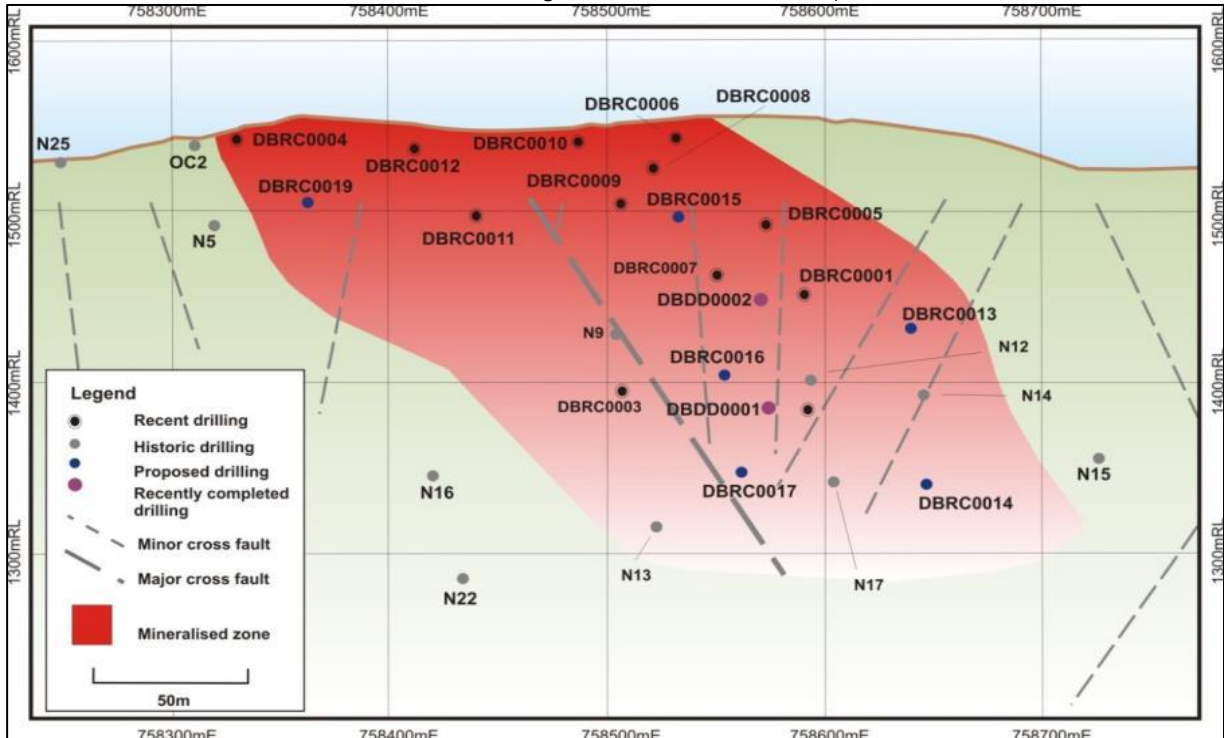 758300mE 758400mE 758500mE 758600mE 758700mE
1600mRL 1600mRL
DBRC0006 DBRC0008
N25 OC2 DBRC0004 DBRC0012 DBRC0010
DBRC0019 DBRC0009 DBRC0015 DBRC0005
1500mRL 1500mRL
N5 DBRC0011
DBRC0007 DBRC0001
DBDD0002
N9 DBRC0013
DBRC0016 N12
1400mRL 1400mRL
DBRC0003 DBDD0001 N14
N16 DBRC0017 DBRC0014 N15
1300mRL 1300mRL
N22 N13 N17
Legend
Recent drilling
Historic drilling
Proposed drilling
Recently completed
drilling
Minor cross fault
Major cross fault
Mineralised zone
50m
758300mE 758400mE 758500mE 758600mE 758700mE